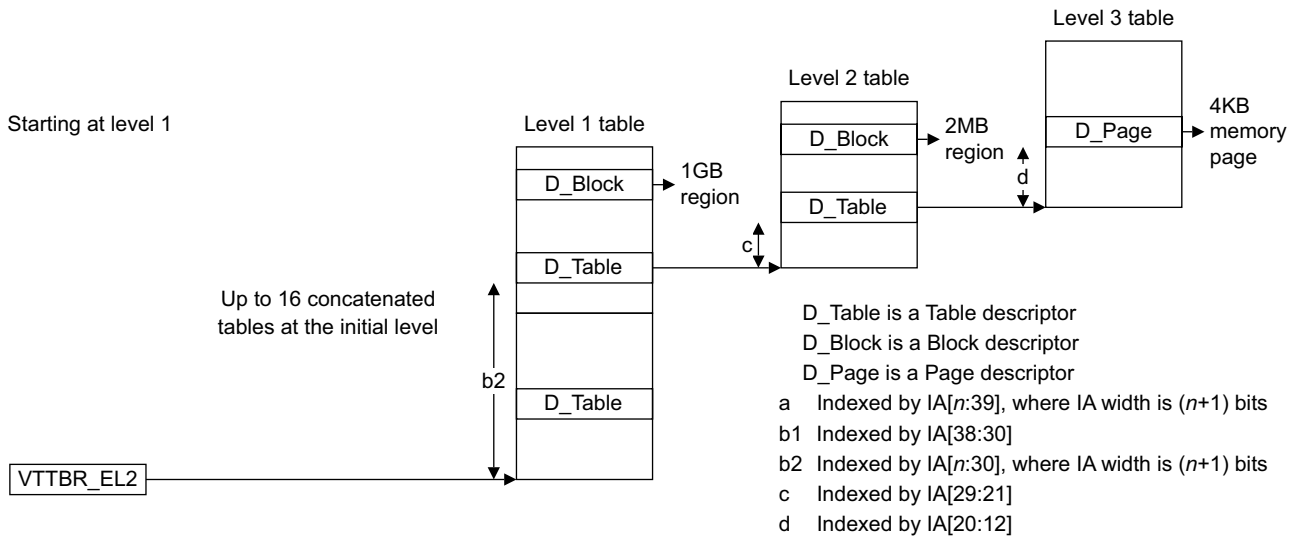 Level 3 table
Level 2 table
Starting at level 1
Level 1 table
D_Block
2MB
region
D_Page
4KB
memory
page
d
D_Block
1GB
region
D_Table
c
D_Table
Up to 16 concatenated
tables at the initial level
b2
D_Table
VTTBR_EL2
D_Table is a Table descriptor
D_Block is a Block descriptor
D_Page is a Page descriptor
a Indexed by IA[n:39], where IA width is (n+1) bits
b1 Indexed by IA[38:30]
b2 Indexed by IA[n:30], where IA width is (n+1) bits
c Indexed by IA[29:21]
d Indexed by IA[20:12]